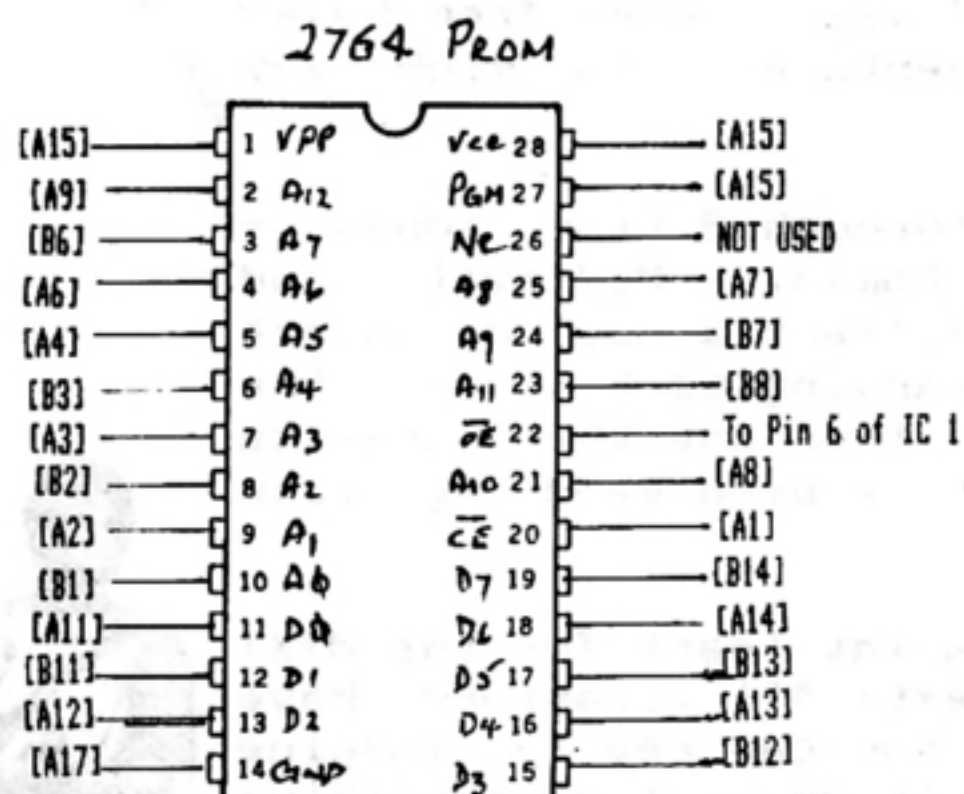 2764 PROM
[A15] 1 VPP Vcc 28 [A15]
[A9] 2 A12 PGM 27 [A15]
[B6] 3 A7 NC 26 NOT USED
[A6] 4 A6 A8 25 [A7]
[A4] 5 A5 A9 24 [B7]
[B3] 6 A4 A11 23 [B8]
[A3] 7 A3 OE 22 To Pin 6 of IC 1
[B2] 8 A2 A10 21 [A8]
[A2] 9 A1 CE 20 [A1]
[B1] 10 A0 D7 19 [B14]
[A11] 11 D0 D6 18 [A14]
[B11] 12 D1 D5 17 [B13]
[A12] 13 D2 D4 16 [A13]
[A17] 14 GND D3 15 [B12]